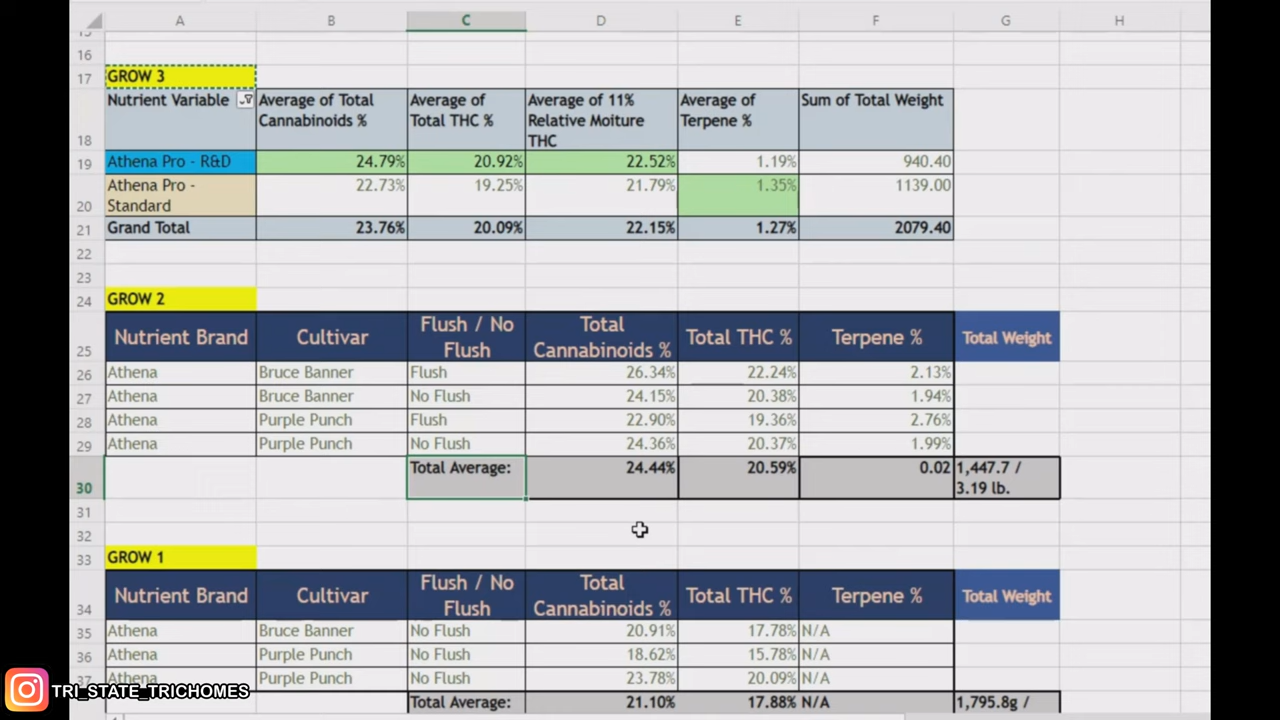 A B C D E F G H
16
17 GROW 3
18 Nutrient Variable Average of Total Cannabinoids % Average of Total THC % Average of 11% Relative Moiture THC Average of Terpene % Sum of Total Weight
19 Athena Pro - R&D 24.79% 20.92% 22.52% 1.19% 940.40
20 Athena Pro - Standard 22.73% 19.25% 21.79% 1.35% 1139.00
21 Grand Total 23.76% 20.09% 22.15% 1.27% 2079.40
22
23
24 GROW 2
25 Nutrient Brand Cultivar Flush / No Flush Total Cannabinoids % Total THC % Terpene % Total Weight
26 Athena Bruce Banner Flush 26.34% 22.24% 2.13%
27 Athena Bruce Banner No Flush 24.15% 20.38% 1.94%
28 Athena Purple Punch Flush 22.90% 19.36% 2.76%
29 Athena Purple Punch No Flush 24.36% 20.37% 1.99%
30 Total Average: 24.44% 20.59% 0.02 1,447.7 / 3.19 lb.
31
32
33 GROW 1
34 Nutrient Brand Cultivar Flush / No Flush Total Cannabinoids % Total THC % Terpene % Total Weight
35 Athena Bruce Banner No Flush 20.91% 17.78% N/A
36 Athena Purple Punch No Flush 18.62% 15.78% N/A
37 Athena Purple Punch No Flush 23.78% 20.09% N/A
Total Average: 21.10% 17.88% N/A 1,795.8g /
TRI_STATE_TRICHOMES